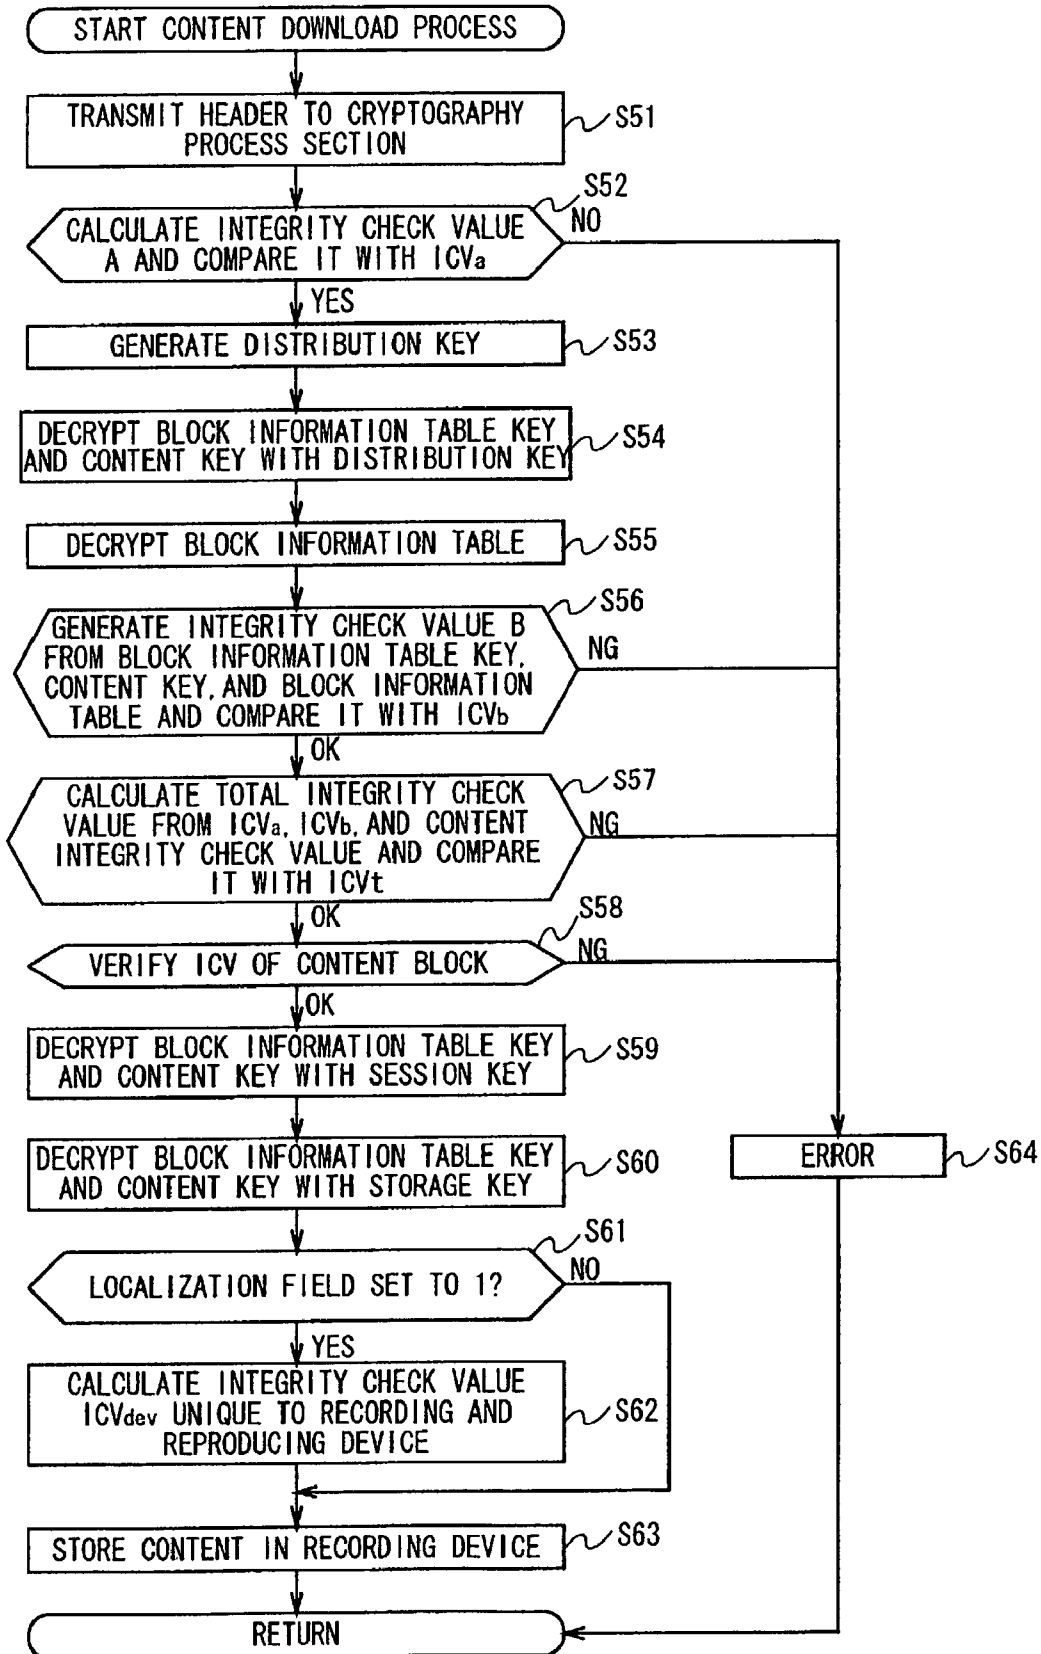 START CONTENT DOWNLOAD PROCESS
TRANSMIT HEADER TO CRYPTOGRAPHY
PROCESS SECTION
S51
S52
CALCULATE INTEGRITY CHECK VALUE
A AND COMPARE IT WITH ICVa
NO
YES
GENERATE DISTRIBUTION KEY
S53
DECRYPT BLOCK INFORMATION TABLE KEY
AND CONTENT KEY WITH DISTRIBUTION KEY
S54
DECRYPT BLOCK INFORMATION TABLE
S55
S56
GENERATE INTEGRITY CHECK VALUE B
FROM BLOCK INFORMATION TABLE KEY,
CONTENT KEY, AND BLOCK INFORMATION
TABLE AND COMPARE IT WITH ICVb
NG
OK
S57
CALCULATE TOTAL INTEGRITY CHECK
VALUE FROM ICVa, ICVb, AND CONTENT
INTEGRITY CHECK VALUE AND COMPARE
IT WITH ICVt
NG
OK
S58
VERIFY ICV OF CONTENT BLOCK
NG
OK
DECRYPT BLOCK INFORMATION TABLE KEY
AND CONTENT KEY WITH SESSION KEY
S59
DECRYPT BLOCK INFORMATION TABLE KEY
AND CONTENT KEY WITH STORAGE KEY
S60
ERROR
S64
S61
LOCALIZATION FIELD SET TO 1?
NO
YES
CALCULATE INTEGRITY CHECK VALUE
ICVdev UNIQUE TO RECORDING AND
REPRODUCING DEVICE
S62
STORE CONTENT IN RECORDING DEVICE
S63
RETURN